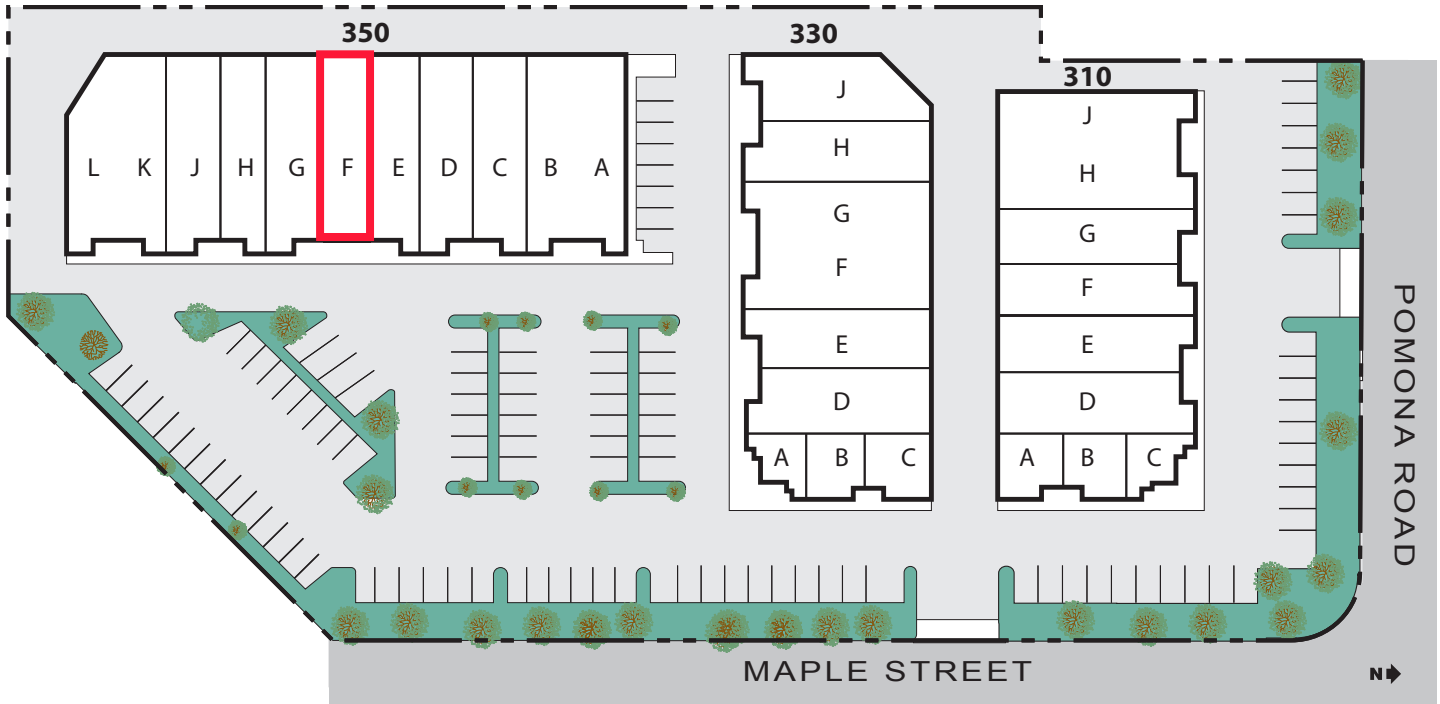 350
330
310
L K J H G F E D C B A
J
H
G
F
E
D
A B C
J
H
G
F
E
D
A B C
POMONA ROAD
MAPLE STREET
N